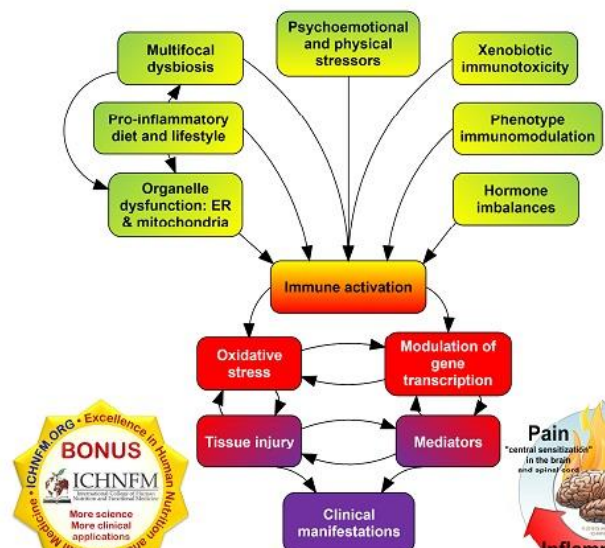 Psychoemotional
and physical
stressors
Multifocal
dysbiosis
Xenobiotic
immunotoxicity
Pro-inflammatory
diet and lifestyle
Phenotype
immunomodulation
Organelle
dysfunction: ER
& mitochondria
Hormone
imbalances
Immune activation
Oxidative
stress
Modulation of
gene
transcription
Tissue injury
Mediators
Clinical
manifestations
ICHNFM.ORG • Excellence in Human Nutrition and
Medicine •
BONUS
ICHNFM
International College of Human
Nutrition and Functional Medicine
More science
More clinical
applications
Pain
"central sensitization"
in the brain
and spinal cord
Inflam